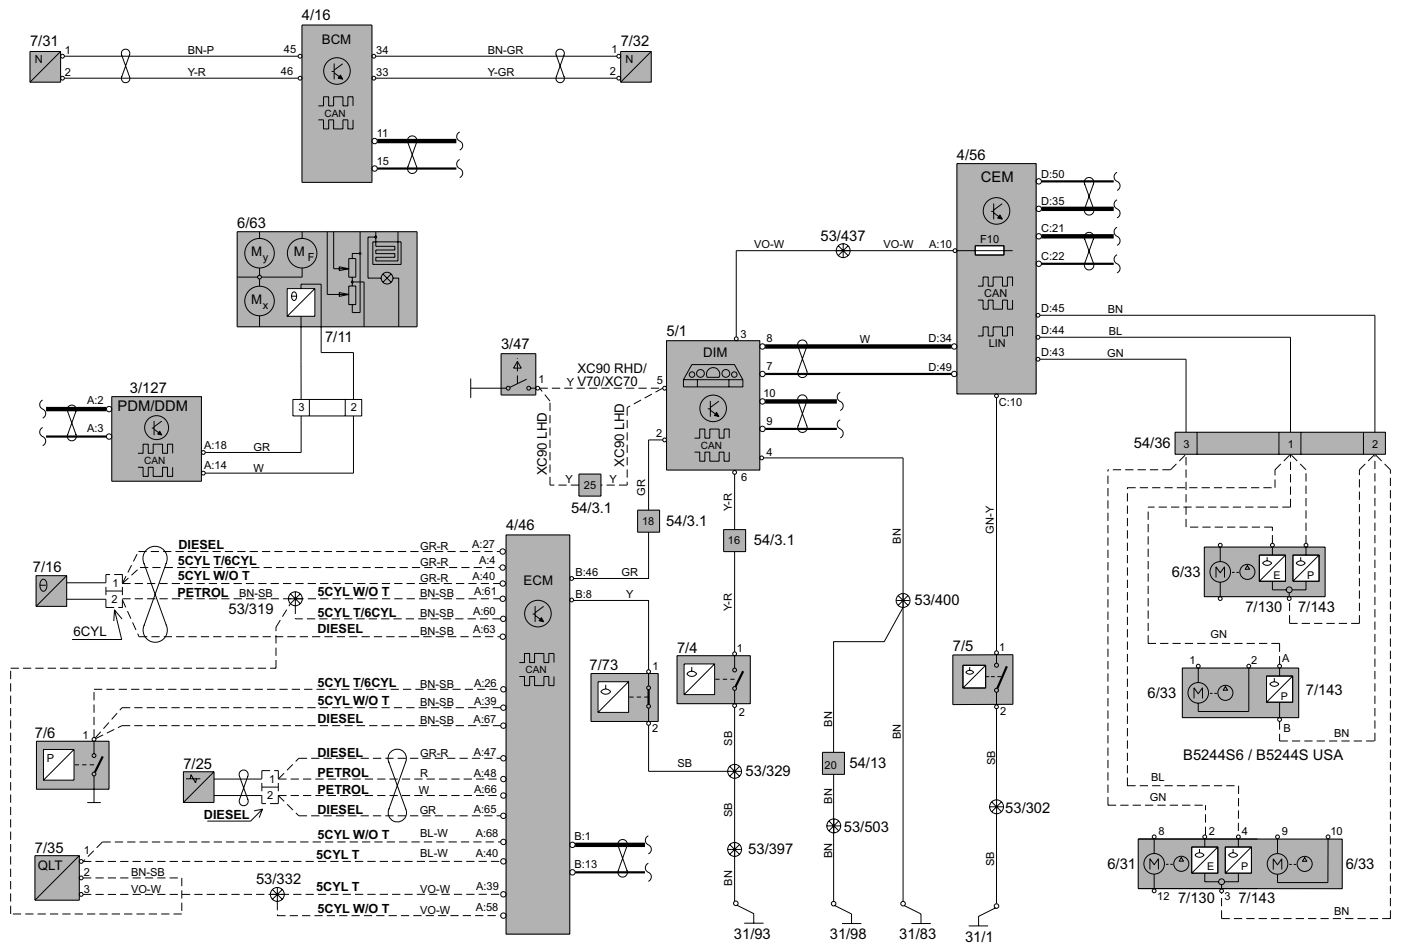 4/16
7/31
BCM
7/32
1 BN-P 45 34 BN-GR 1
N
N
2 Y-R 46 33 Y-GR 2
CAN
11
15
4/56
CEM
D:50
D:35
C:21
C:22
F10
VO-W 53/437 VO-W A:10
CAN
LIN
D:45 BN
D:44 BL
D:43 GN
6/63
My
MF
Mx
θ
7/11
3 2
3/127
PDM/DDM
A:2
A:3
CAN
A:18 GR
A:14 W
3/47
1
Y
XC90 RHD/
V70/XC70
XC90 LHD
XC90 LHD
Y 25 Y
54/3.1
5/1
DIM
3
5
2
8 W D:34
7 D:49
10
9
4
6
CAN
C:10
GR
18 54/3.1
Y-R
16 54/3.1
Y-R
BN
GN-Y
54/36 3 1 2
4/46
ECM
CAN
DIESEL GR-R A:27
5CYL T/6CYL GR-R A:4
5CYL W/O T GR-R A:40
PETROL BN-SB 5CYL W/O T BN-SB A:61
53/319
5CYL T/6CYL BN-SB A:60
DIESEL BN-SB A:63
7/16
θ
1
2
6CYL
B:46 GR
B:8 Y
5CYL T/6CYL BN-SB A:26
5CYL W/O T BN-SB A:39
DIESEL BN-SB A:67
7/6
1
P
DIESEL GR-R A:47
PETROL R A:48
PETROL W A:66
DIESEL GR A:65
7/25
1
2
DIESEL
5CYL W/O T BL-W A:68
5CYL T BL-W A:40
7/35
QLT
1
2 BN-SB
3 VO-W
53/332
5CYL T VO-W A:39
5CYL W/O T VO-W A:58
B:1
B:13
7/73
1
2
SB
7/4
1
2
SB
53/329
SB
53/397
BN
31/93
53/400
BN
20 54/13
BN
53/503
BN
31/98
BN
31/83
7/5
1
2
SB
53/302
SB
31/1
6/33
M
E
P
7/130 7/143
GN
1 2 A
6/33
M
P
7/143
B
BN
B5244S6 / B5244S USA
BL
GN
8 2 4 9 10
6/31
M
E
P
M
6/33
12 7/130 3 7/143
BN